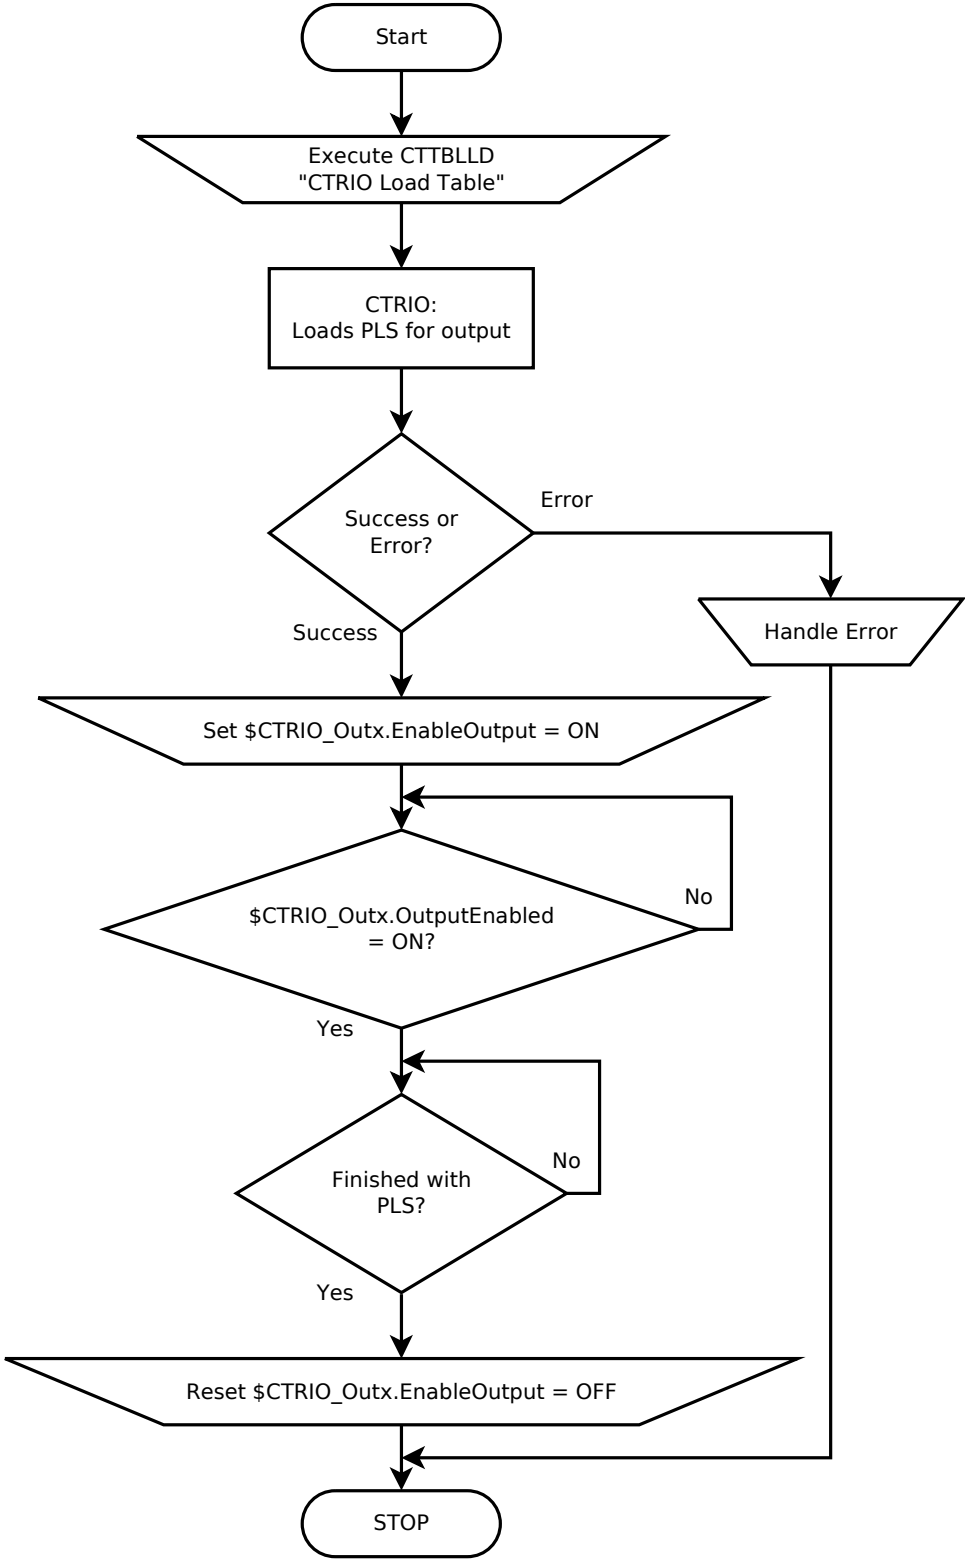 Start
Execute CTTBLLD
"CTRIO Load Table"
CTRIO:
Loads PLS for output
Success or
Error?
Error
Success
Handle Error
Set $CTRIO_Outx.EnableOutput = ON
$CTRIO_Outx.OutputEnabled
= ON?
No
Yes
Finished with
PLS?
No
Yes
Reset $CTRIO_Outx.EnableOutput = OFF
STOP